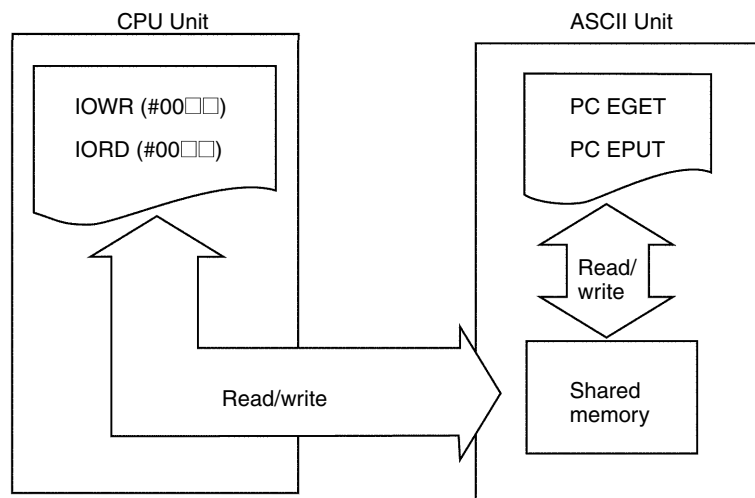 CPU Unit
IOWR (#00□□)
IORD (#00□□)
Read/write
ASCII Unit
PC EGET
PC EPUT
Read/
write
Shared
memory